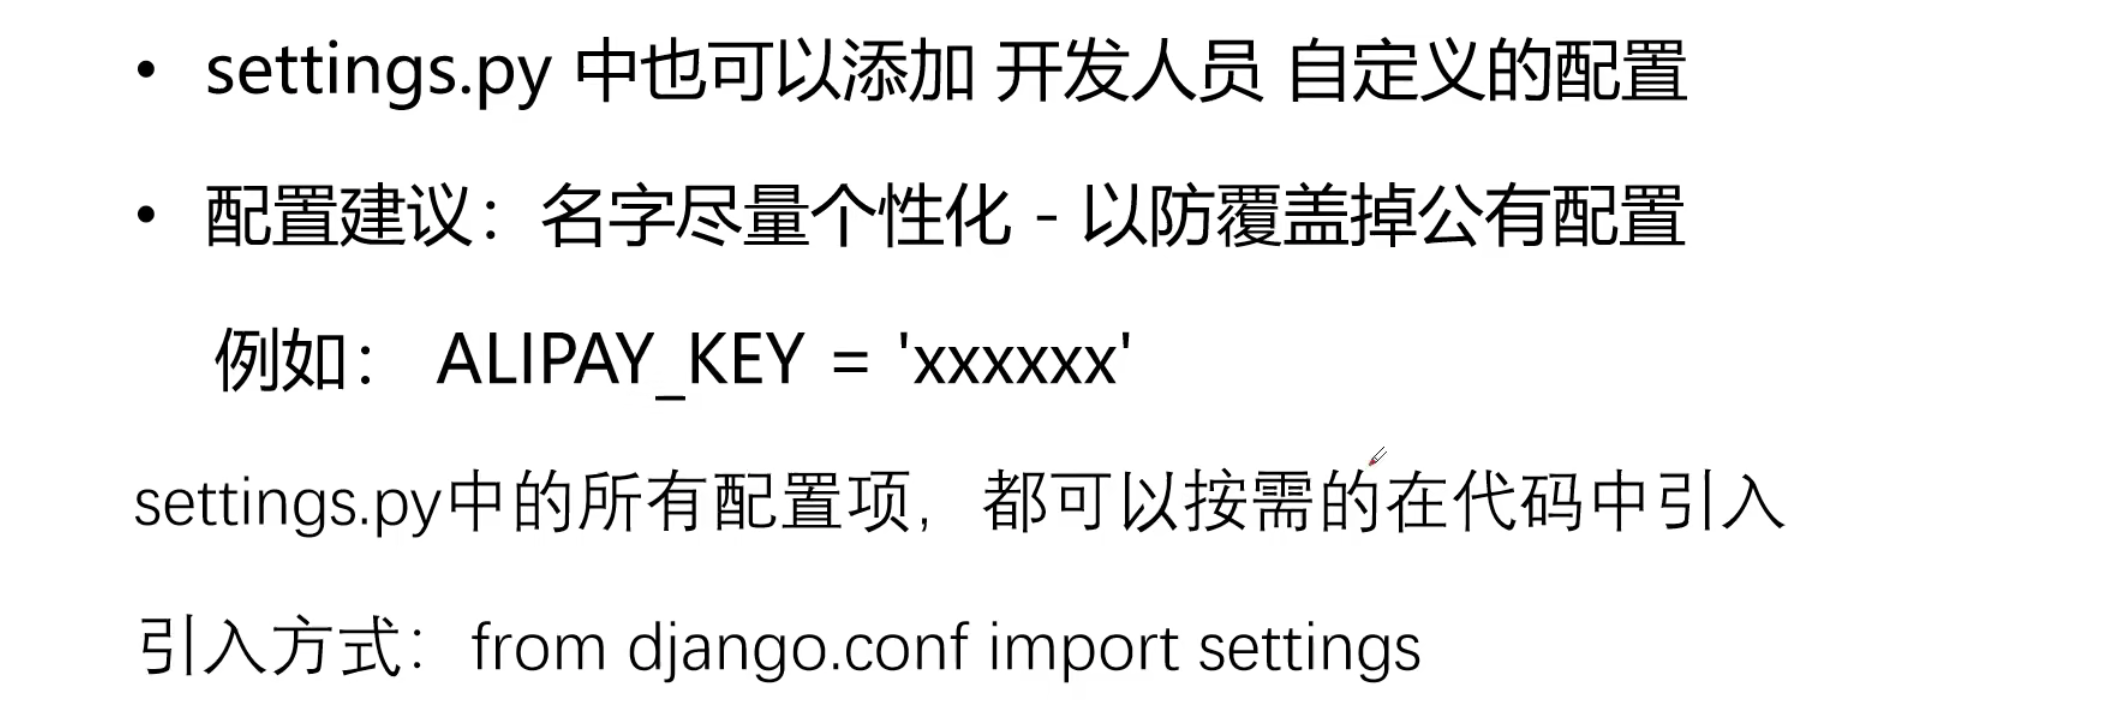 • settings.py 中也可以添加 开发人员 自定义的配置
• 配置建议：名字尽量个性化 - 以防覆盖掉公有配置
例如： ALIPAY_KEY = 'xxxxxx'
settings.py中的所有配置项，都可以按需的在代码中引入
引入方式：from django.conf import settings